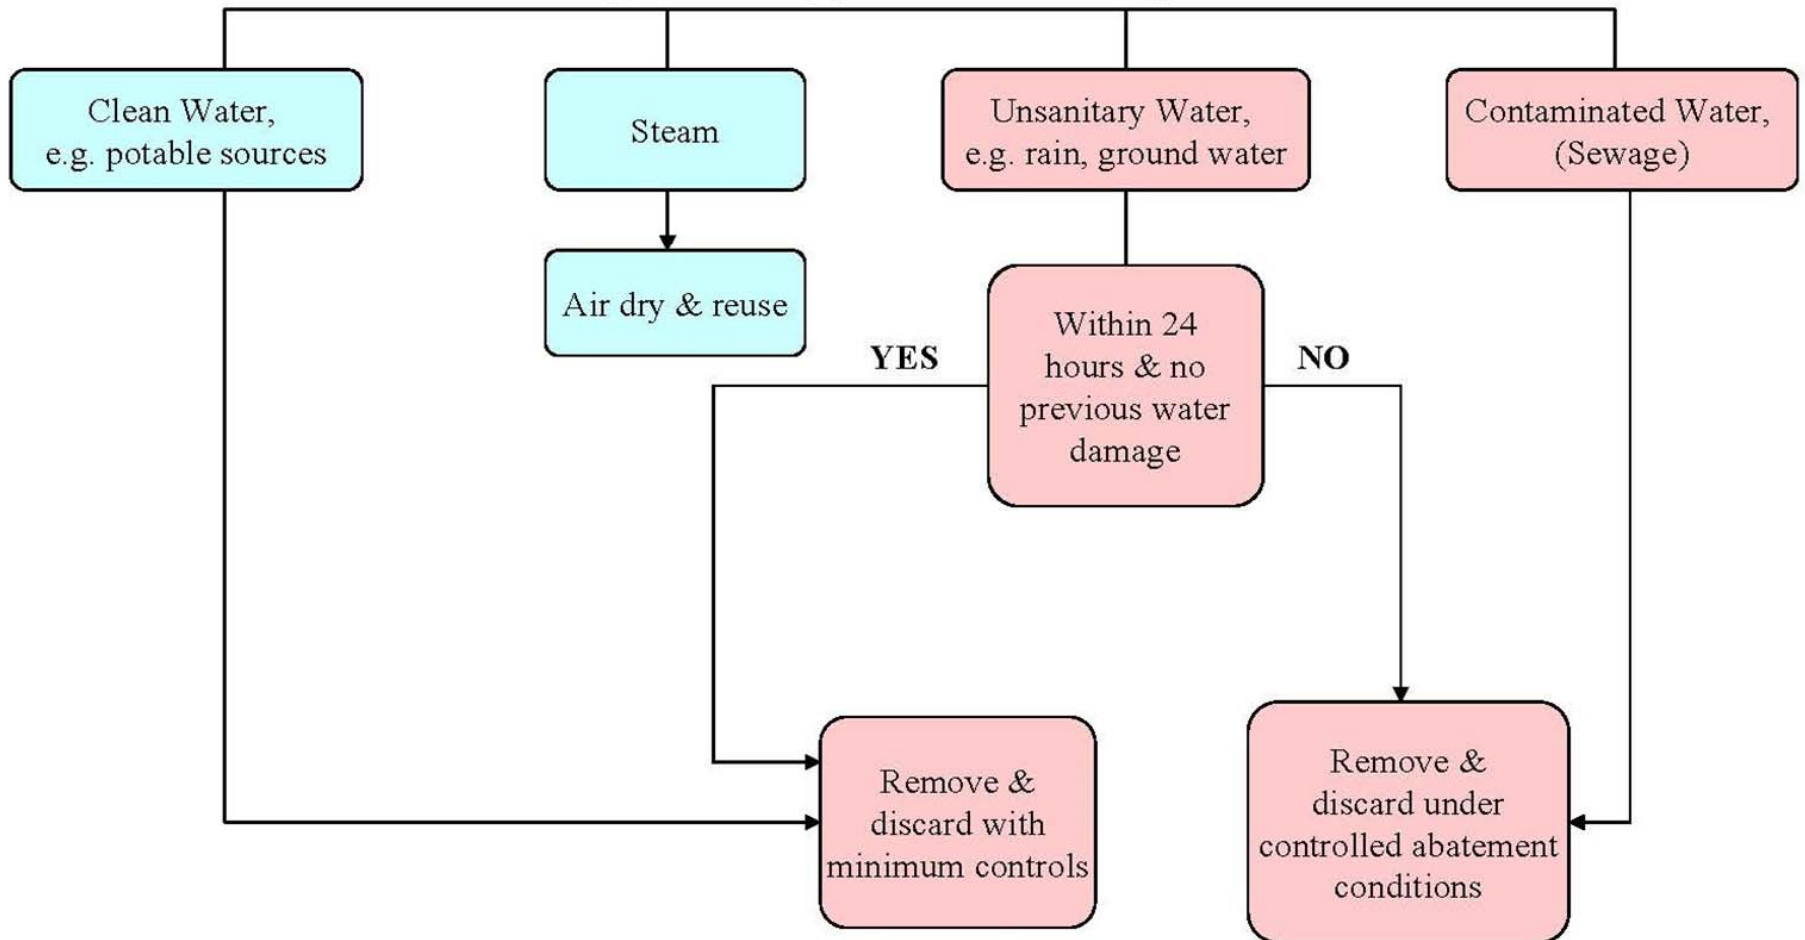 Clean Water,
e.g. potable sources
Steam
Unsanitary Water,
e.g. rain, ground water
Contaminated Water,
(Sewage)
Air dry & reuse
Within 24
hours & no
previous water
damage
YES
NO
Remove &
discard with
minimum controls
Remove &
discard under
controlled abatement
conditions